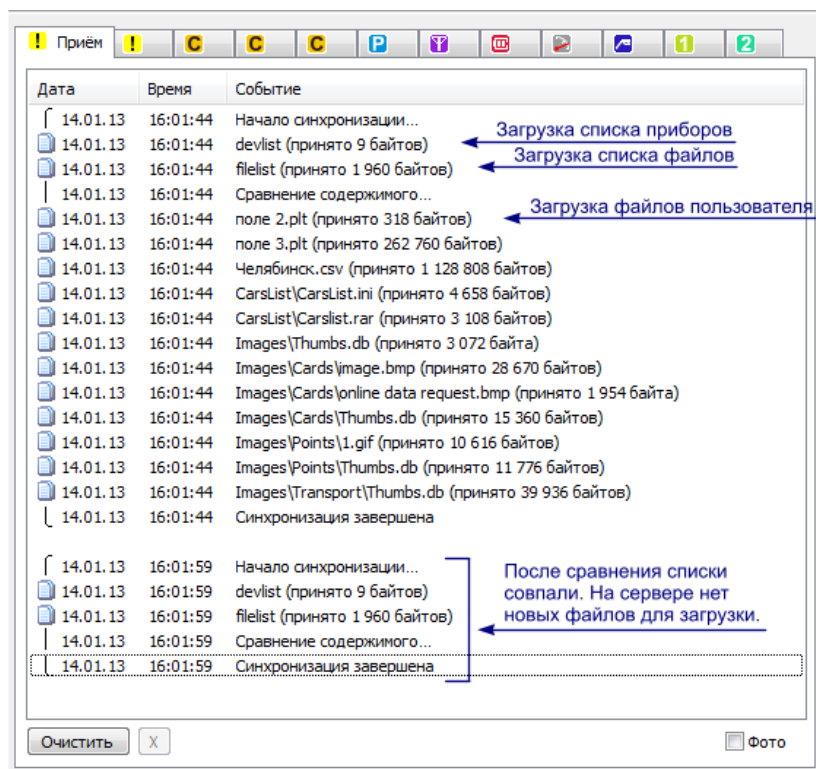 ! Приём ! C C C P 1 2
Дата Время Событие
14.01.13 16:01:44 Начало синхронизации...
14.01.13 16:01:44 devlist (принято 9 байтов)
Загрузка списка приборов
14.01.13 16:01:44 filelist (принято 1 960 байтов)
Загрузка списка файлов
14.01.13 16:01:44 Сравнение содержимого...
14.01.13 16:01:44 поле 2.plt (принято 318 байтов)
Загрузка файлов пользователя
14.01.13 16:01:44 поле 3.plt (принято 262 760 байтов)
14.01.13 16:01:44 Челябинск.csv (принято 1 128 808 байтов)
14.01.13 16:01:44 CarsList\CarsList.ini (принято 4 658 байтов)
14.01.13 16:01:44 CarsList\Carslist.rar (принято 3 108 байтов)
14.01.13 16:01:44 Images\Thumbs.db (принято 3 072 байта)
14.01.13 16:01:44 Images\Cards\image.bmp (принято 28 670 байтов)
14.01.13 16:01:44 Images\Cards\online data request.bmp (принято 1 954 байта)
14.01.13 16:01:44 Images\Cards\Thumbs.db (принято 15 360 байтов)
14.01.13 16:01:44 Images\Points\1.gif (принято 10 616 байтов)
14.01.13 16:01:44 Images\Points\Thumbs.db (принято 11 776 байтов)
14.01.13 16:01:44 Images\Transport\Thumbs.db (принято 39 936 байтов)
14.01.13 16:01:44 Синхронизация завершена
14.01.13 16:01:59 Начало синхронизации...
14.01.13 16:01:59 devlist (принято 9 байтов)
14.01.13 16:01:59 filelist (принято 1 960 байтов)
14.01.13 16:01:59 Сравнение содержимого...
14.01.13 16:01:59 Синхронизация завершена
После сравнения списки
совпали. На сервере нет
новых файлов для загрузки.
Очистить X Фото